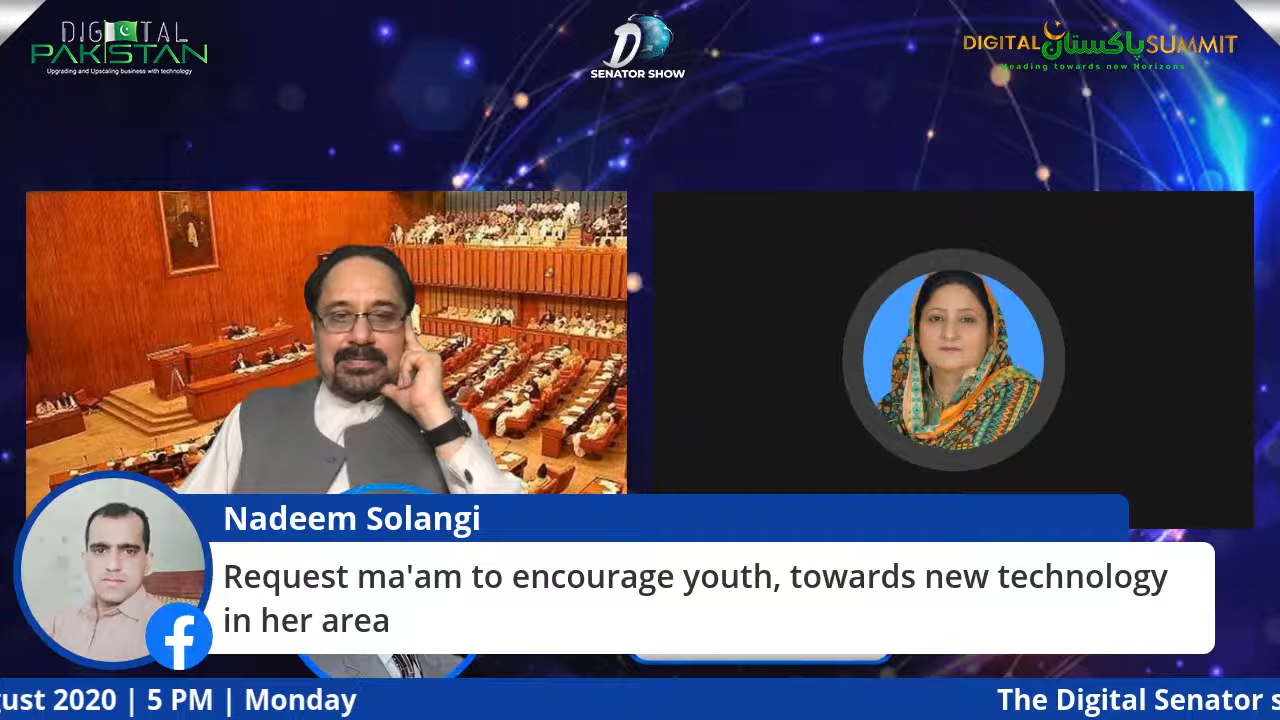 DIGITAL
PAKISTAN
Upgrading and Upscaling business with technology
D
SENATOR SHOW
DIGITAL پاکستان SUMMIT
Heading towards new Horizons
Nadeem Solangi
Request ma'am to encourage youth, towards new technology
in her area
gust 2020 | 5 PM | Monday
The Digital Senator s